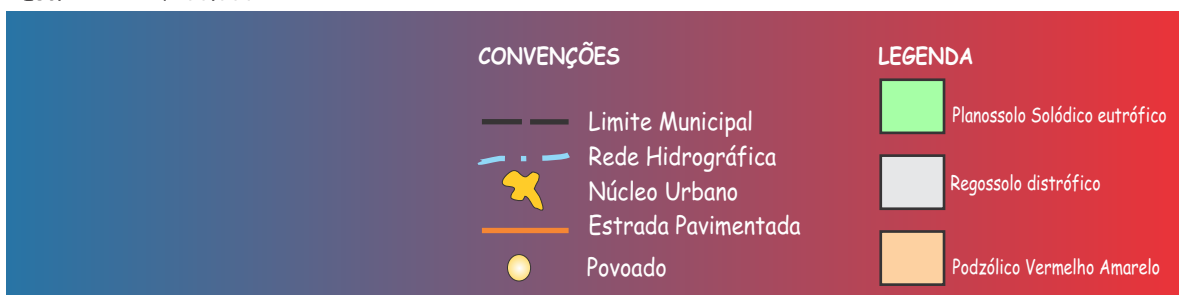 CONVENÇÕES
Limite Municipal
Rede Hidrográfica
Núcleo Urbano
Estrada Pavimentada
Povoado
LEGENDA
Planossolo Solódico eutrófico
Regossolo distrófico
Podzólico Vermelho Amarelo